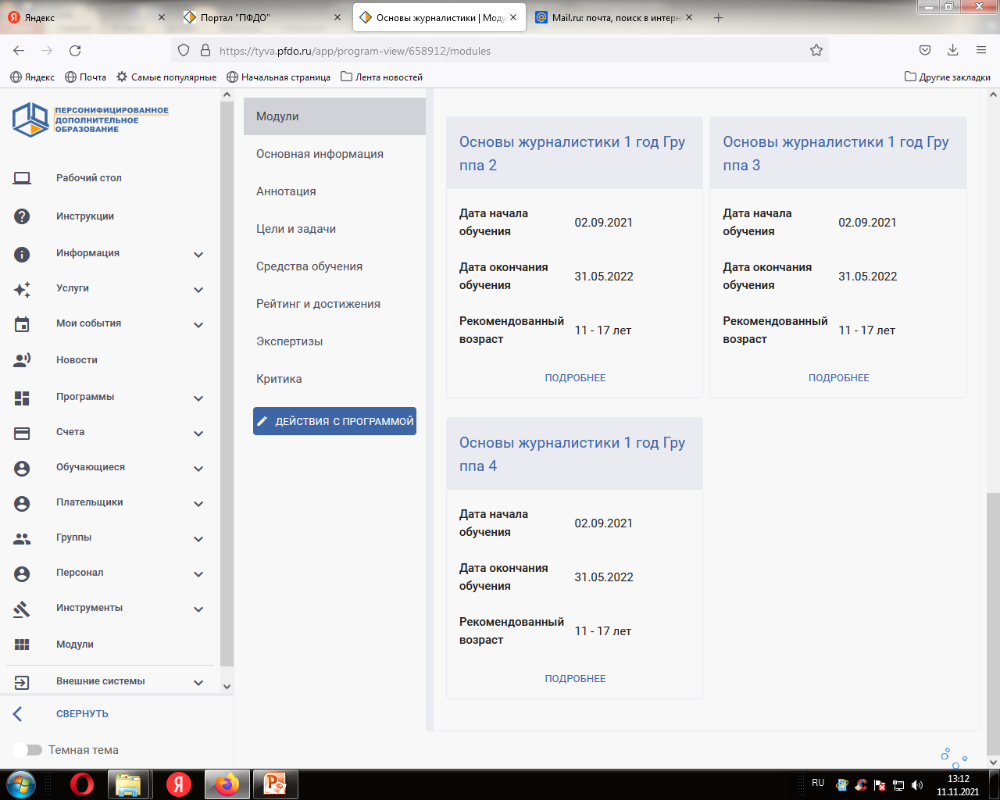 Яндекс
Портал "ПФДО"
Основы журналистики | Моду
Mail.ru: почта, поиск в интерн
https://tyva.pfdo.ru/app/program-view/658912/modules
Яндекс
Почта
Самые популярные
Начальная страница
Лента новостей
Другие закладки
ПЕРСОНИФИЦИРОВАННОЕ
ДОПОЛНИТЕЛЬНОЕ
ОБРАЗОВАНИЕ
Рабочий стол
Инструкции
Информация
Услуги
Мои события
Новости
Программы
Счета
Обучающиеся
Плательщики
Группы
Персонал
Инструменты
Модули
Внешние системы
СВЕРНУТЬ
Темная тема
Модули
Основная информация
Аннотация
Цели и задачи
Средства обучения
Рейтинг и достижения
Экспертизы
Критика
ДЕЙСТВИЯ С ПРОГРАММОЙ
Основы журналистики 1 год Гру
ппа 2
Дата начала
обучения
02.09.2021
Дата окончания
обучения
31.05.2022
Рекомендованный
возраст
11 - 17 лет
ПОДРОБНЕЕ
Основы журналистики 1 год Гру
ппа 3
Дата начала
обучения
02.09.2021
Дата окончания
обучения
31.05.2022
Рекомендованный
возраст
11 - 17 лет
ПОДРОБНЕЕ
Основы журналистики 1 год Гру
ппа 4
Дата начала
обучения
02.09.2021
Дата окончания
обучения
31.05.2022
Рекомендованный
возраст
11 - 17 лет
ПОДРОБНЕЕ
RU
13:12
11.11.2021